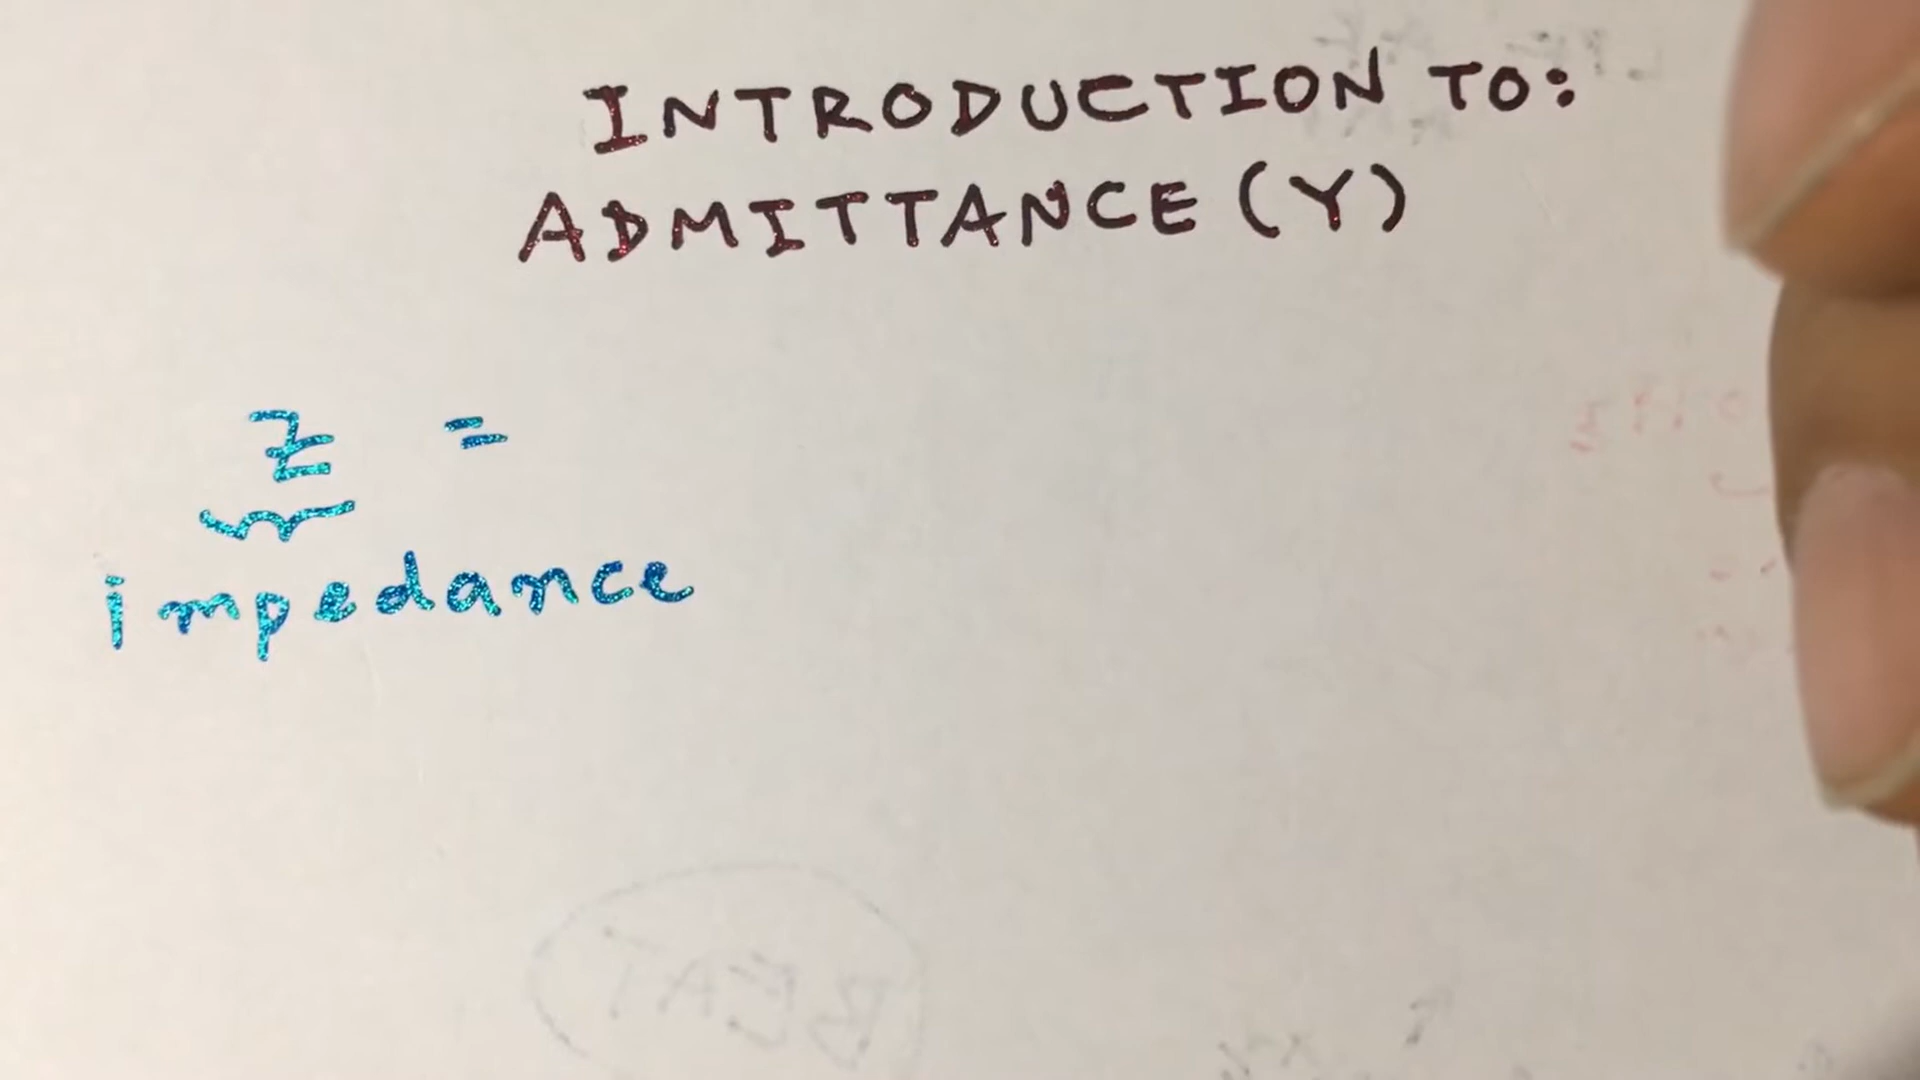 INTRODUCTION TO:
ADMITTANCE (Y)
Z =
impedance